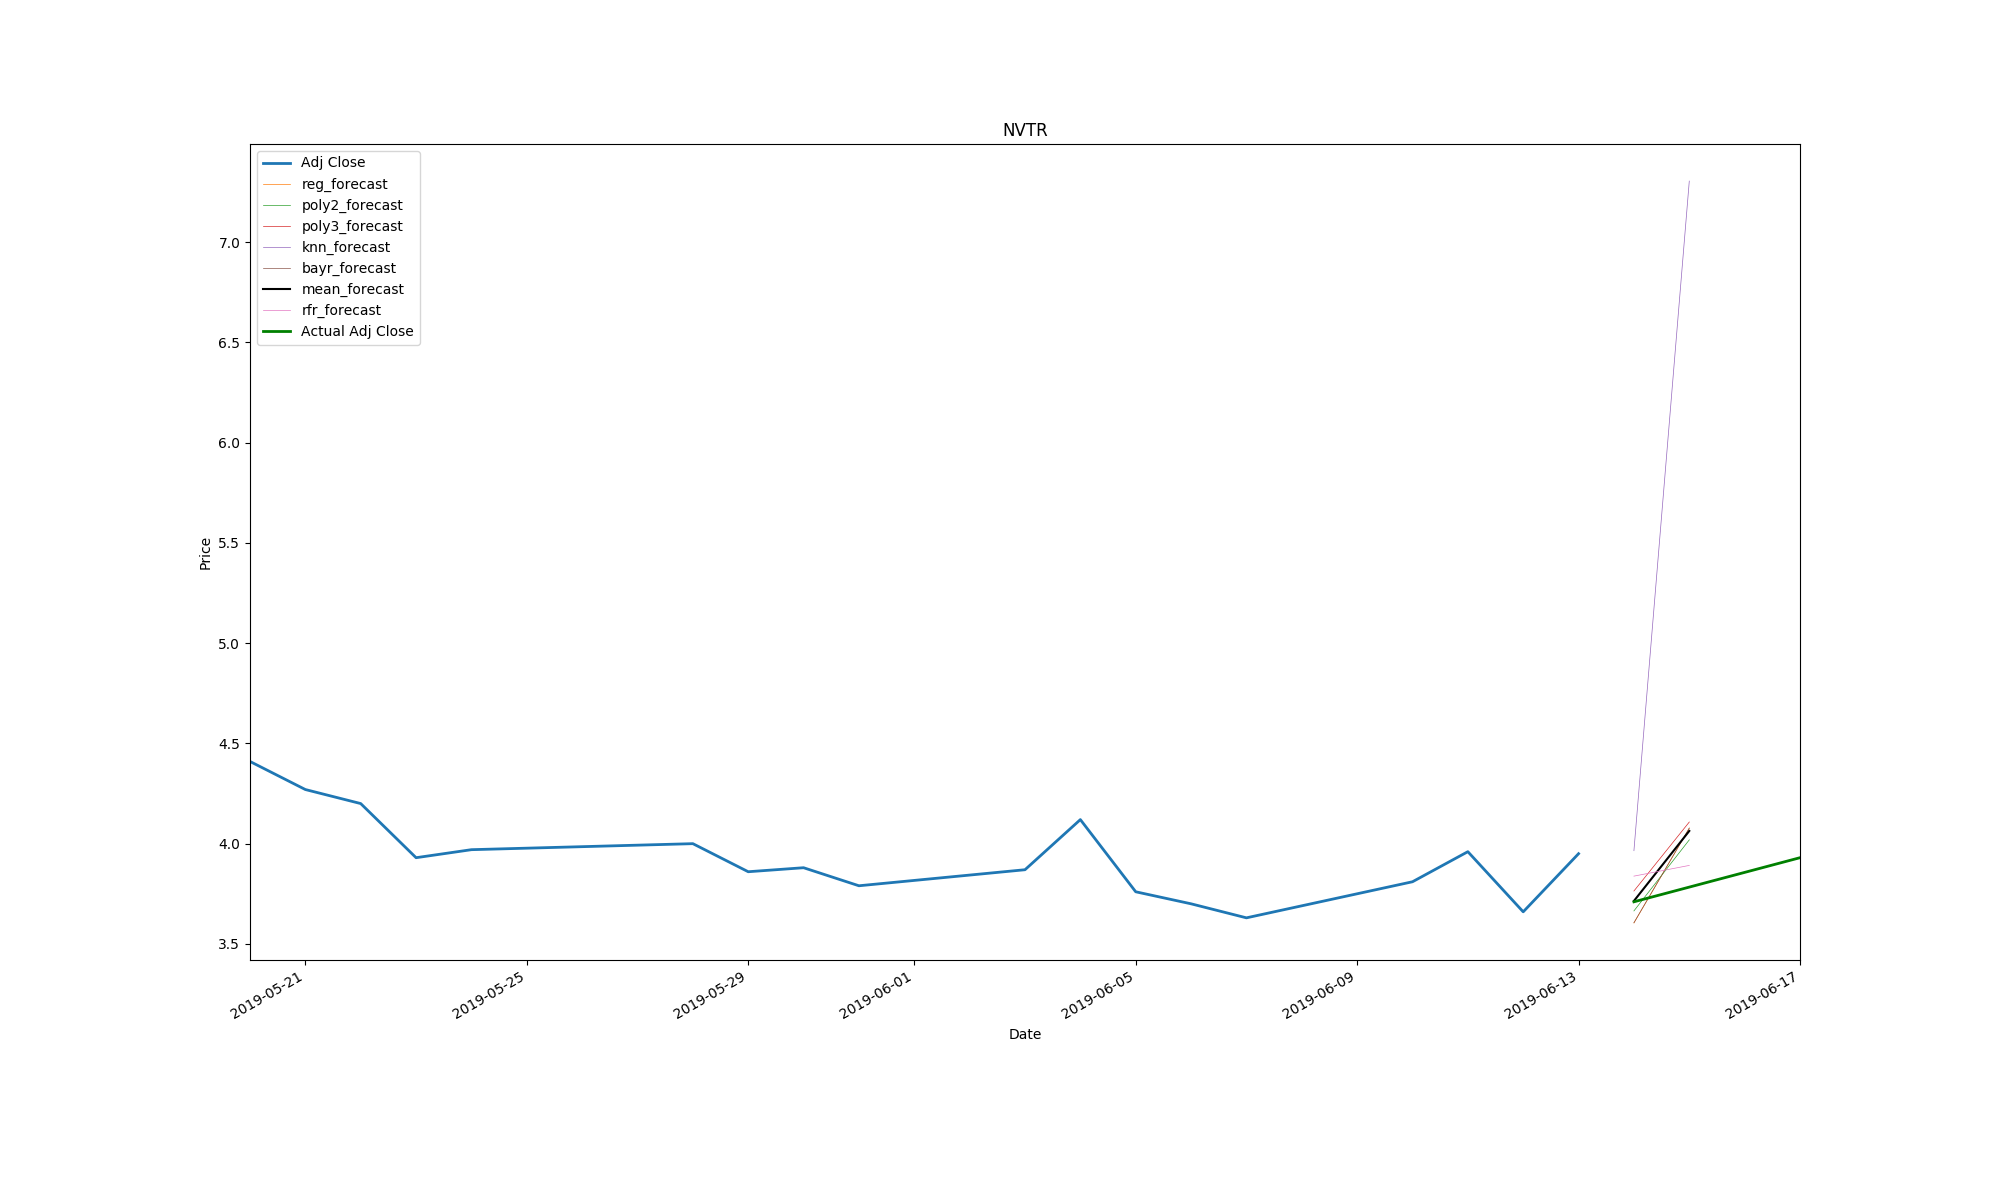 NVTR
Adj Close
reg_forecast
poly2_forecast
poly3_forecast
knn_forecast
bayr_forecast
mean_forecast
rfr_forecast
Actual Adj Close
Price
7.0
6.5
6.0
5.5
5.0
4.5
4.0
3.5
2019-05-21
2019-05-25
2019-05-29
2019-06-01
2019-06-05
2019-06-09
2019-06-13
2019-06-17
Date